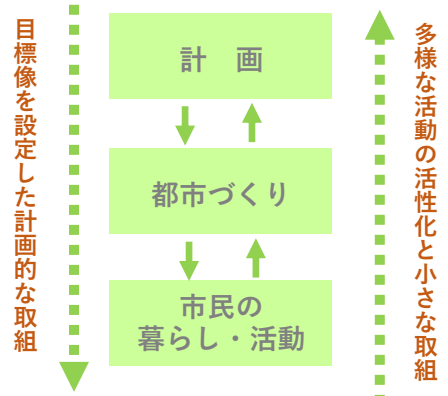 目標像を設定した計画的な取組
計　画
都市づくり
市民の
暮らし・活動
多様な活動の活性化と小さな取組